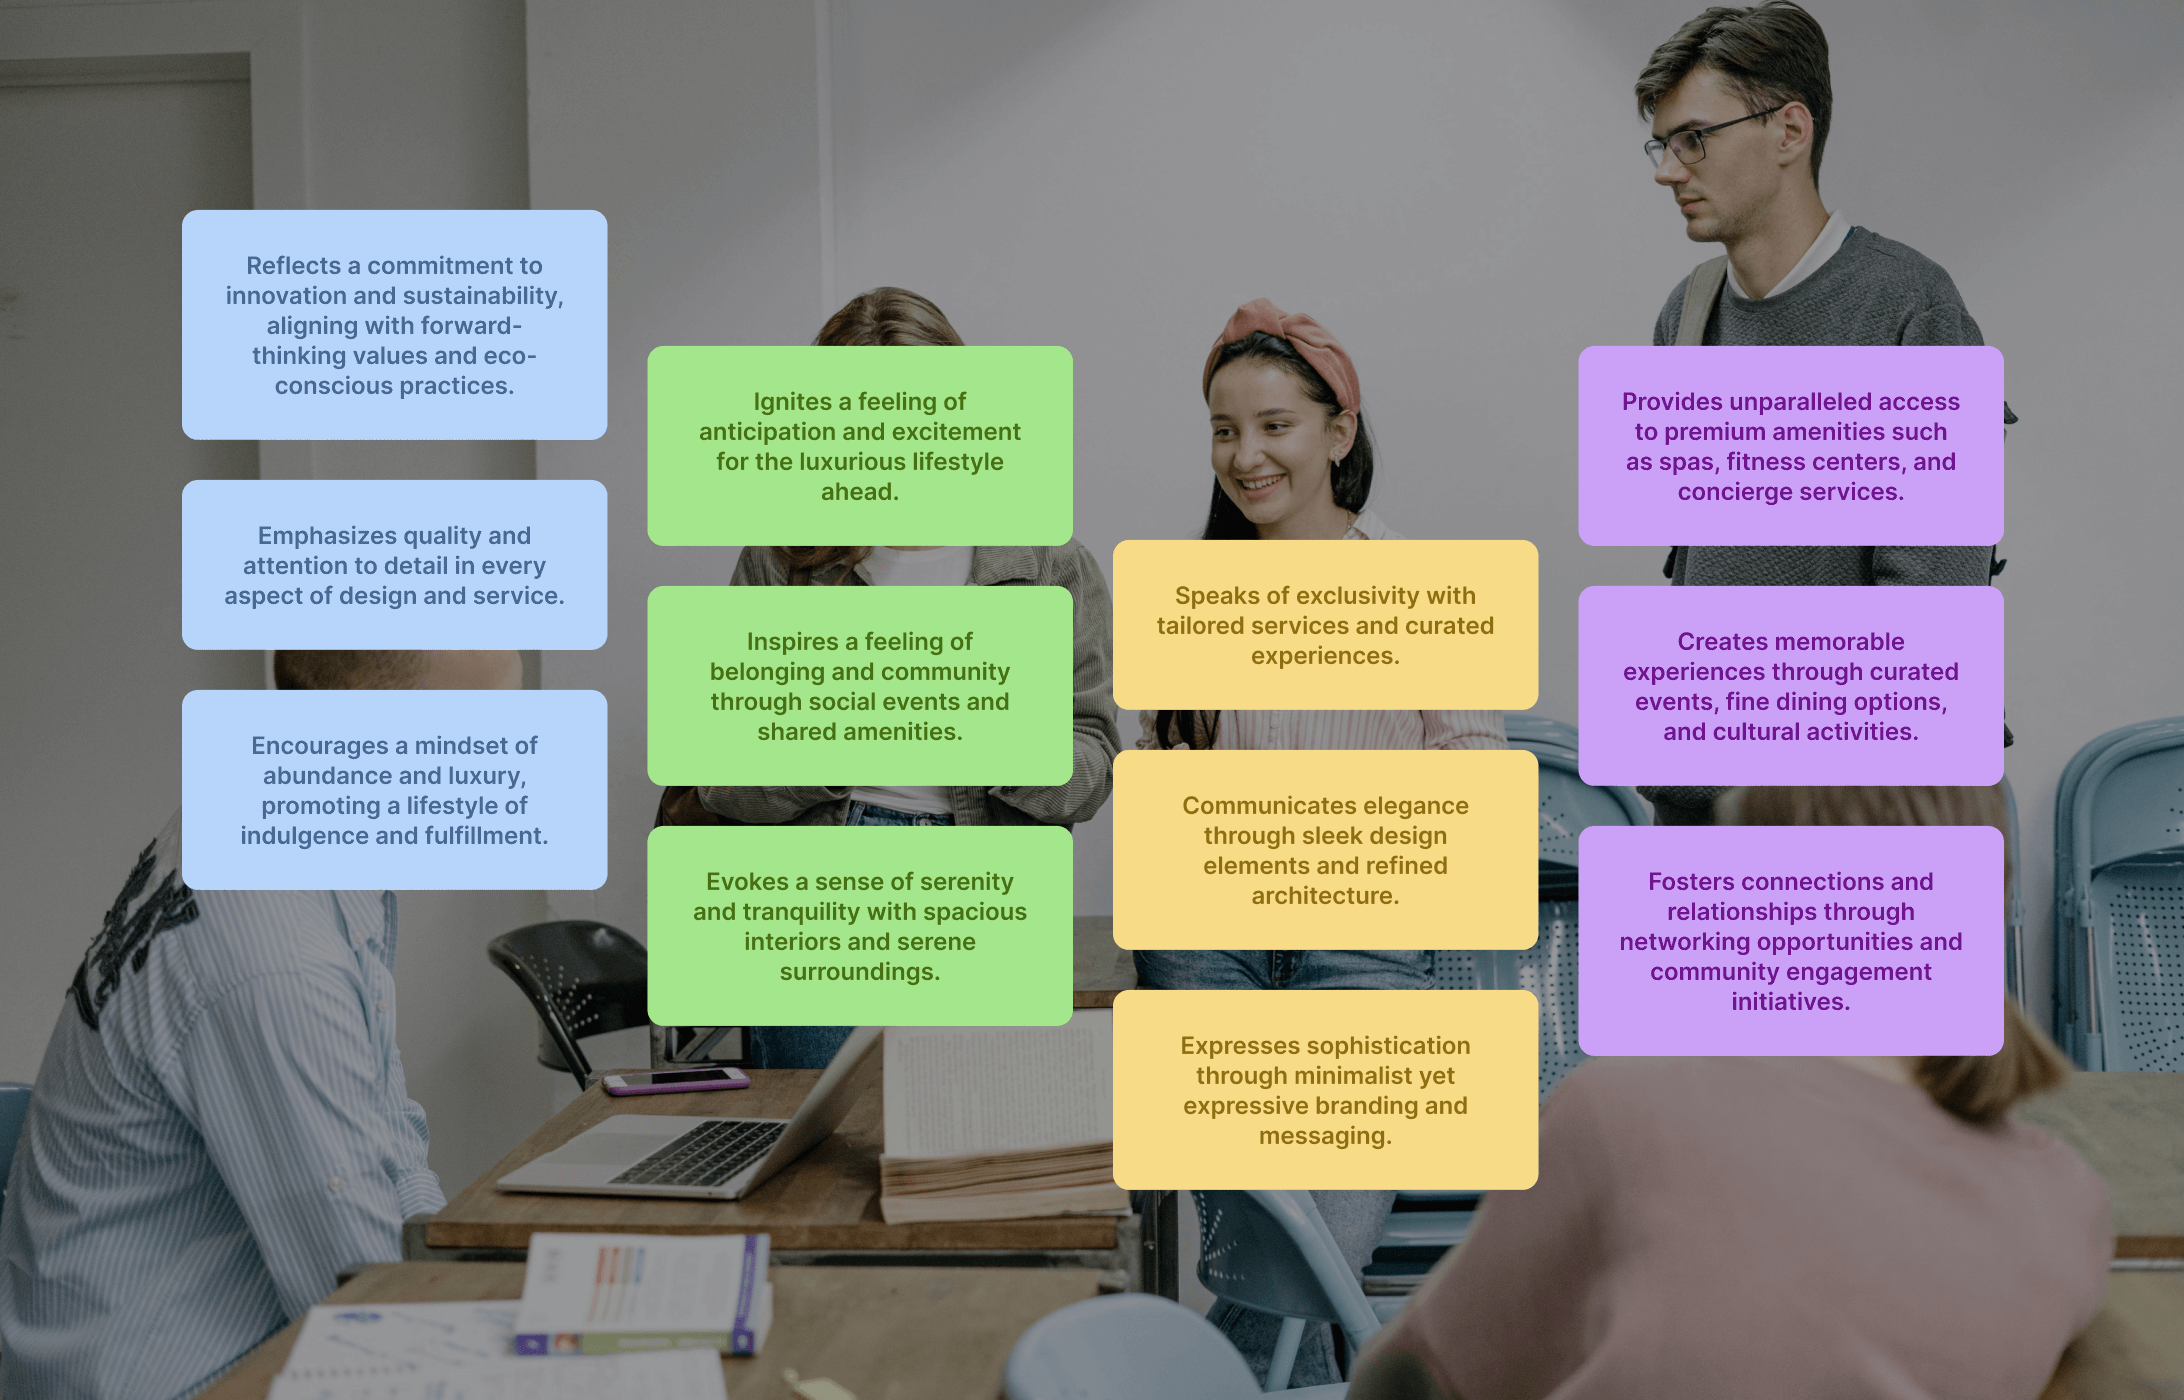 Reflects a commitment to
innovation and sustainability,
aligning with forward-
thinking values and eco-
conscious practices.
Emphasizes quality and
attention to detail in every
aspect of design and service.
Encourages a mindset of
abundance and luxury,
promoting a lifestyle of
indulgence and fulfillment.
Ignites a feeling of
anticipation and excitement
for the luxurious lifestyle
ahead.
Inspires a feeling of
belonging and community
through social events and
shared amenities.
Evokes a sense of serenity
and tranquility with spacious
interiors and serene
surroundings.
Speaks of exclusivity with
tailored services and curated
experiences.
Communicates elegance
through sleek design
elements and refined
architecture.
Expresses sophistication
through minimalist yet
expressive branding and
messaging.
Provides unparalleled access
to premium amenities such
as spas, fitness centers, and
concierge services.
Creates memorable
experiences through curated
events, fine dining options,
and cultural activities.
Fosters connections and
relationships through
networking opportunities and
community engagement
initiatives.